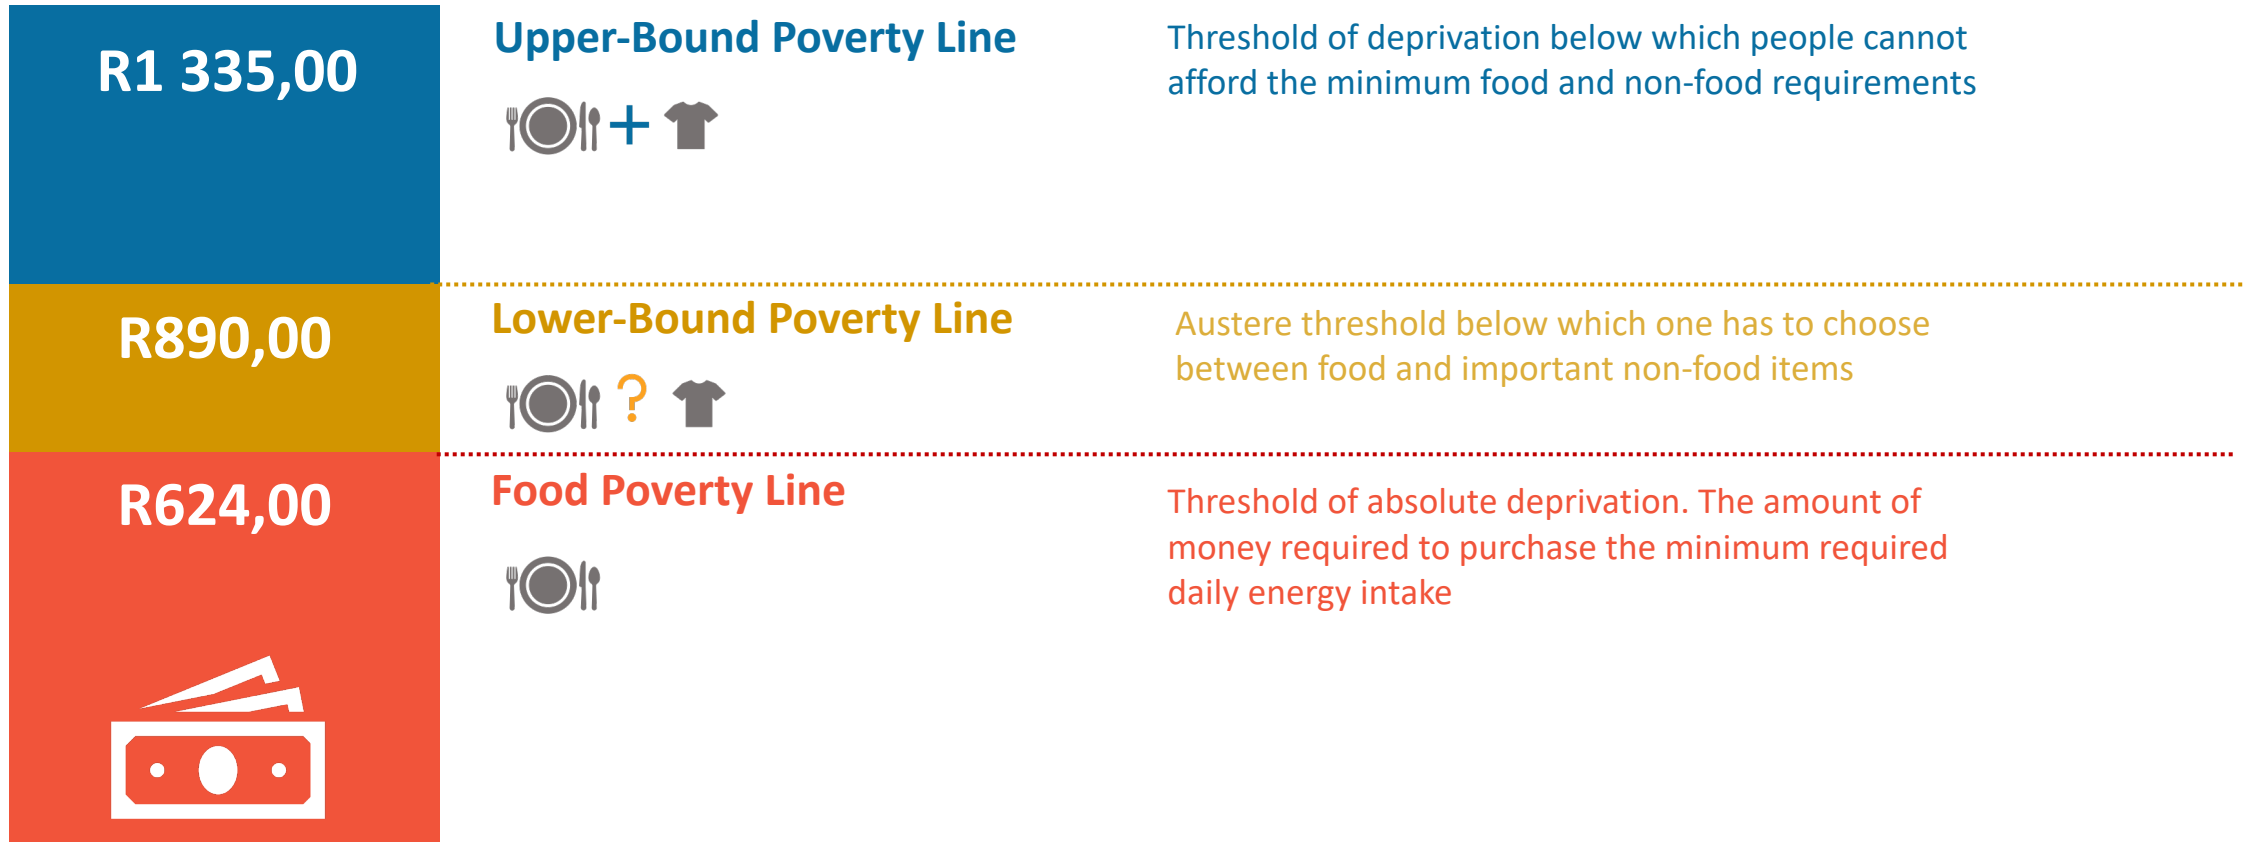 R1 335,00
Upper-Bound Poverty Line
Threshold of deprivation below which people cannot
afford the minimum food and non-food requirements
+
R890,00
Lower-Bound Poverty Line
Austere threshold below which one has to choose
between food and important non-food items
?
R624,00
Food Poverty Line
Threshold of absolute deprivation. The amount of
money required to purchase the minimum required
daily energy intake